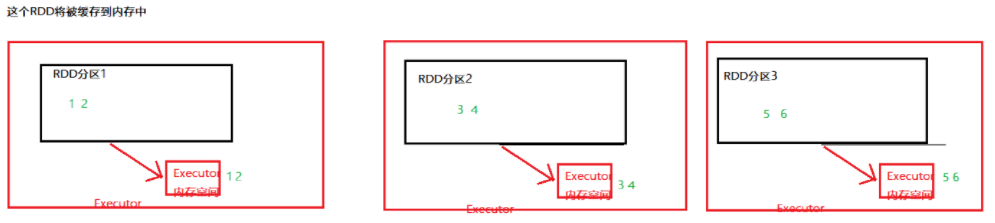 这个RDD将被缓存到内存中
RDD分区1
1 2
Executor
内存空间
1 2
Executor
RDD分区2
3 4
Executor
内存空间
3 4
Executor
RDD分区3
5 6
Executor
内存空间
5 6
Executor